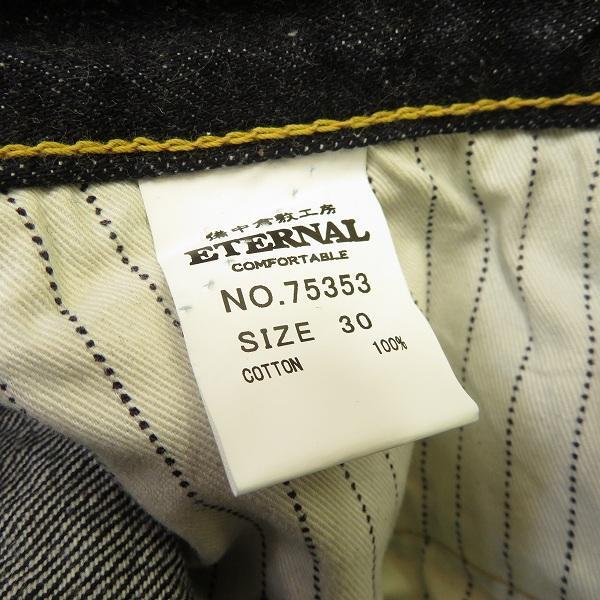 備中倉敷工房
ETERNAL
COMFORTABLE
NO.75353
SIZE 30
COTTON 100%